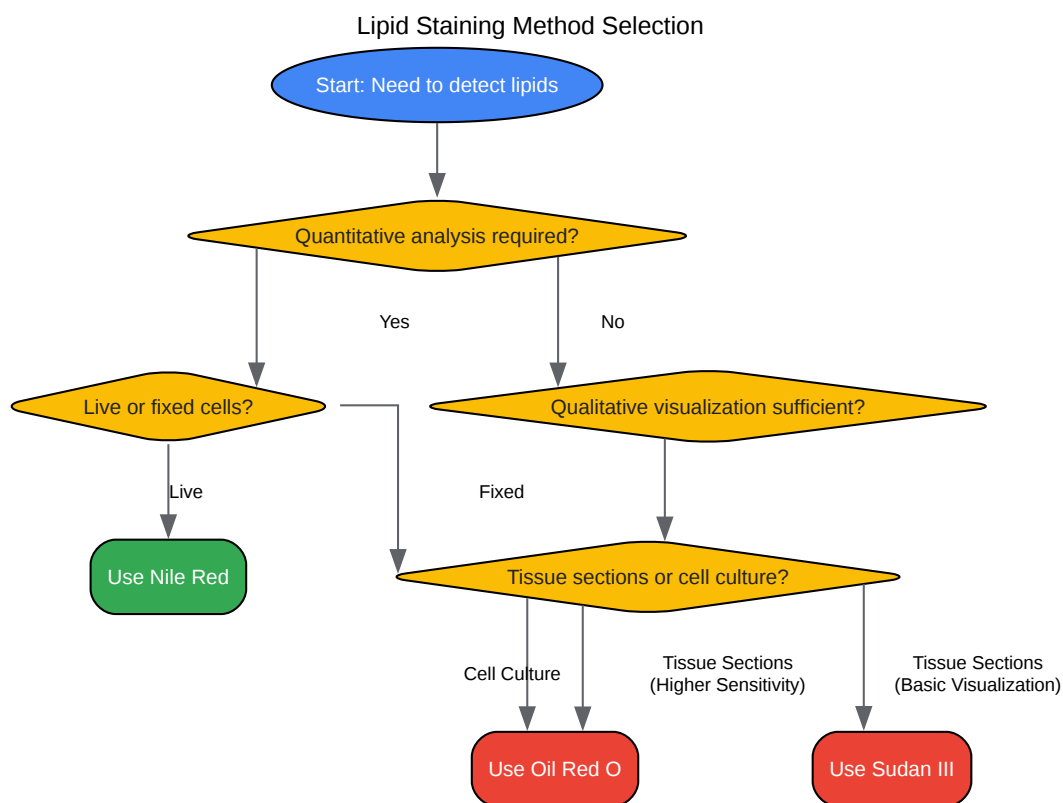 Lipid Staining Method Selection
Start: Need to detect lipids
Quantitative analysis required?
Yes
No
Live or fixed cells?
Qualitative visualization sufficient?
Live
Fixed
Use Nile Red
Tissue sections or cell culture?
Cell Culture
Tissue Sections
(Higher Sensitivity)
Tissue Sections
(Basic Visualization)
Use Oil Red O
Use Sudan III